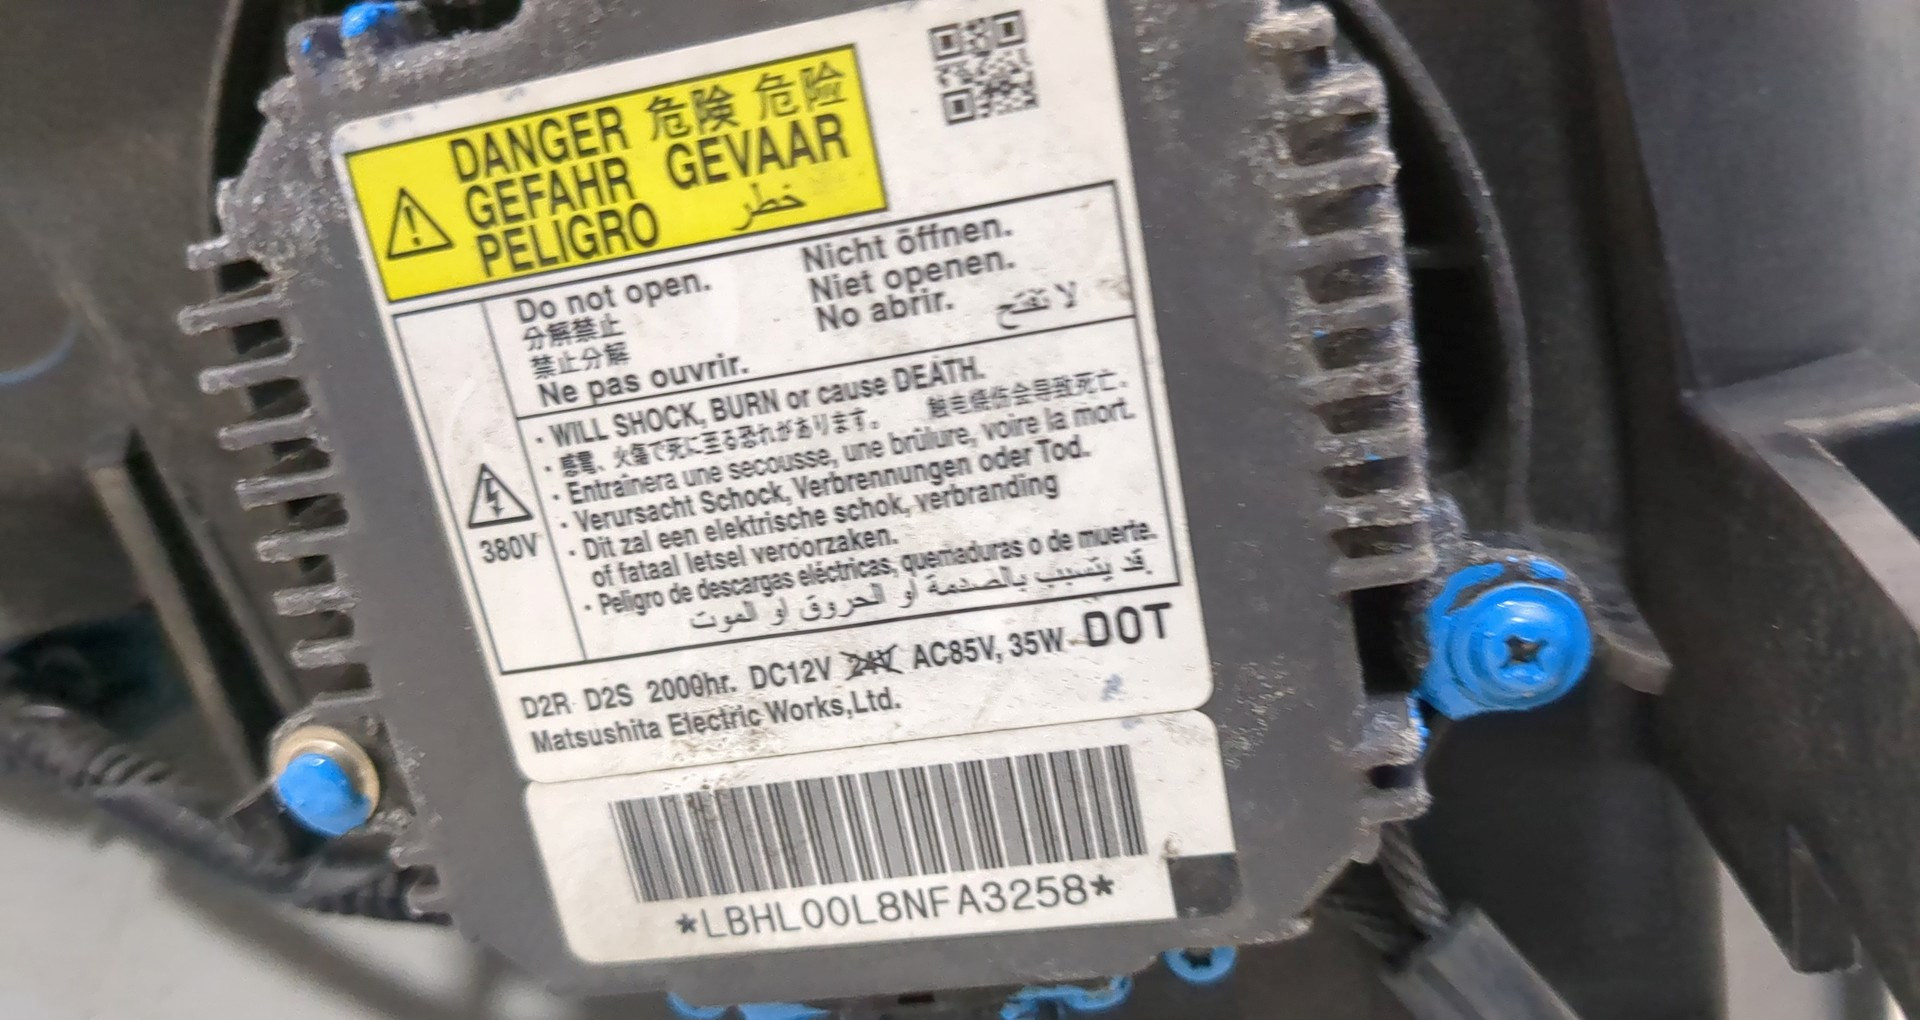 DANGER 危険 危险
GEFAHR GEVAAR
PELIGRO خطر
Do not open.
分解禁止
禁止分解
Ne pas ouvrir.
Nicht öffnen.
Niet openen.
No abrir. لا تفتح
380V
· WILL SHOCK, BURN or cause DEATH.
· 感電、火傷で死に至る恐れがあります。 触电烧伤会导致死亡.
· Entraînera une secousse, une brûlure, voire la mort.
· Verursacht Schock, Verbrennungen oder Tod.
· Dit zal een elektrische schok, verbranding
of fataal letsel veroorzaken.
· Peligro de descargas eléctricas, quemaduras o de muerte.
قد يتسبب بالصدمة او الحروق او الموت.
D2R D2S 2000hr. DC12V 24V AC85V, 35W DOT
Matsushita Electric Works,Ltd.
*LBHL00L8NFA3258*